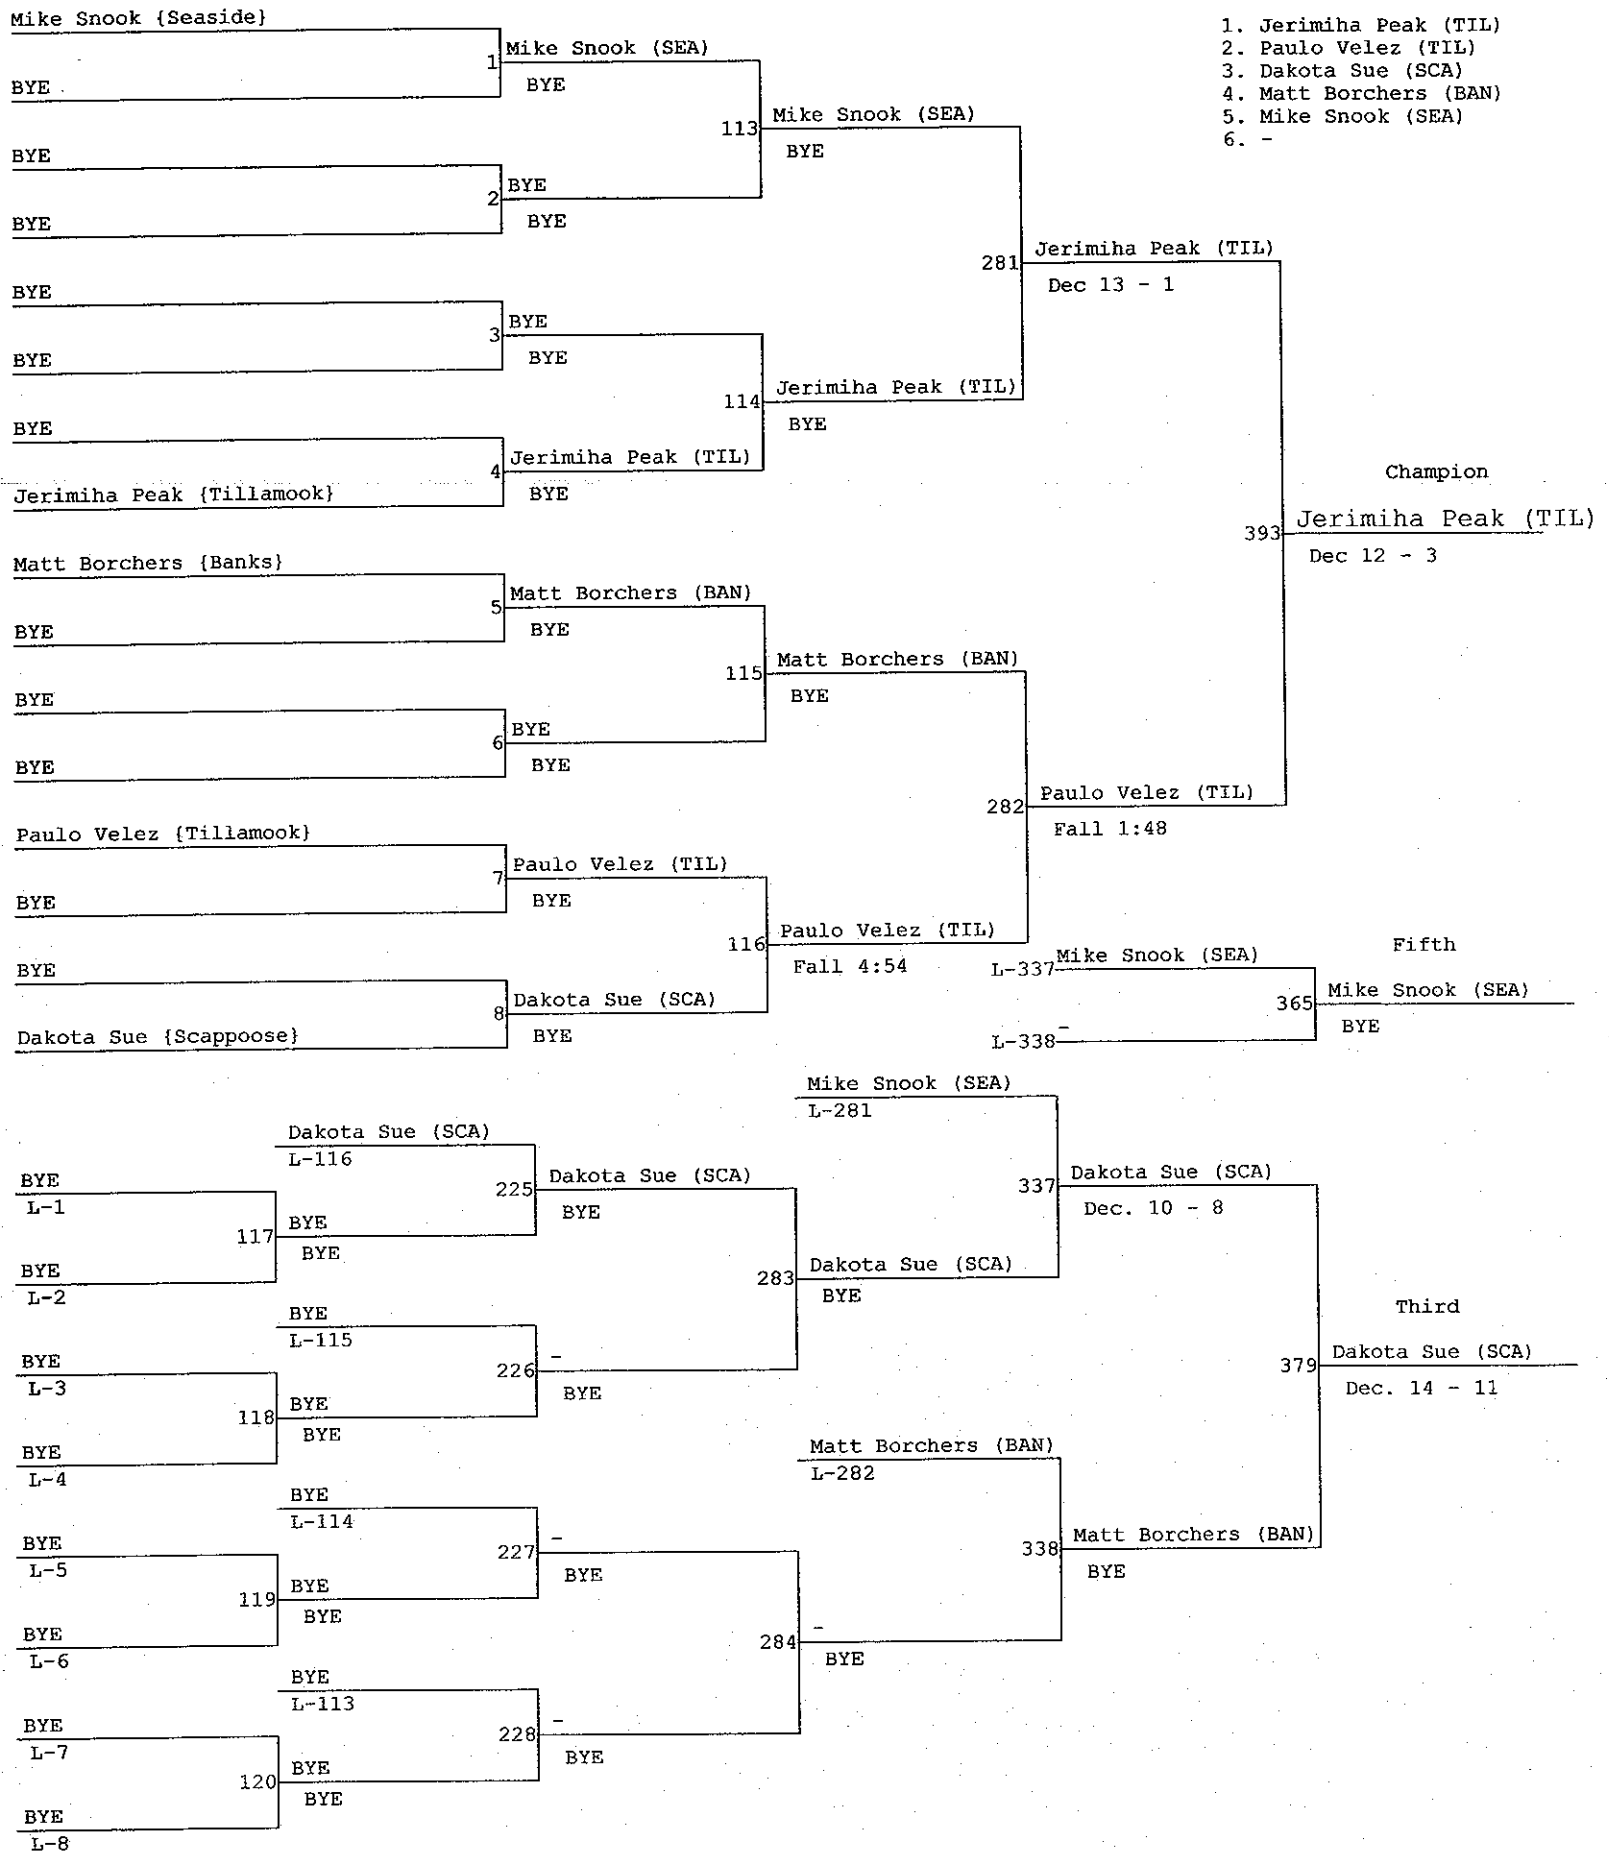 Mike Snook {Seaside}
1 Mike Snook (SEA)
BYE
BYE
113 Mike Snook (SEA)
BYE
BYE
2 BYE
BYE
BYE
281 Jerimiha Peak (TIL)
Dec 13 - 1
BYE
3 BYE
BYE
BYE
114 Jerimiha Peak (TIL)
BYE
BYE
4 Jerimiha Peak (TIL)
Jerimiha Peak {Tillamook}
BYE
1. Jerimiha Peak (TIL)
2. Paulo Velez (TIL)
3. Dakota Sue (SCA)
4. Matt Borchers (BAN)
5. Mike Snook (SEA)
6. -
Champion
393 Jerimiha Peak (TIL)
Dec 12 - 3
Matt Borchers {Banks}
5 Matt Borchers (BAN)
BYE
BYE
115 Matt Borchers (BAN)
BYE
BYE
6 BYE
BYE
BYE
282 Paulo Velez (TIL)
Fall 1:48
Paulo Velez {Tillamook}
7 Paulo Velez (TIL)
BYE
BYE
116 Paulo Velez (TIL)
Fall 4:54
BYE
8 Dakota Sue (SCA)
Dakota Sue {Scappoose}
BYE
Fifth
L-337 Mike Snook (SEA)
365 Mike Snook (SEA)
BYE
L-338 -
Mike Snook (SEA)
L-281
Dakota Sue (SCA)
L-116
225 Dakota Sue (SCA)
BYE
337 Dakota Sue (SCA)
Dec. 10 - 8
BYE
L-1
117 BYE
BYE
BYE
L-2
283 Dakota Sue (SCA)
BYE
BYE
L-115
226 -
BYE
Third
379 Dakota Sue (SCA)
Dec. 14 - 11
BYE
L-3
118 BYE
BYE
BYE
L-4
Matt Borchers (BAN)
L-282
BYE
L-114
227 -
BYE
338 Matt Borchers (BAN)
BYE
BYE
L-5
119 BYE
BYE
BYE
L-6
284 -
BYE
BYE
L-113
228 -
BYE
BYE
L-7
120 BYE
BYE
BYE
L-8